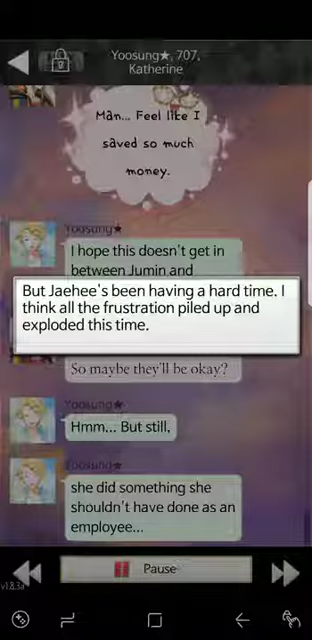 Yoosung★, 707,
Katherine
Man... Feel like I
saved so much
money.
Yoosung★
I hope this doesn't get in
between Jumin and
But Jaehee's been having a hard time. I
think all the frustration piled up and
exploded this time.
So maybe they'll be okay?
Yoosung★
Hmm... But still,
Yoosung★
she did something she
shouldn't have done as an
employee...
Pause
v1.8.3a